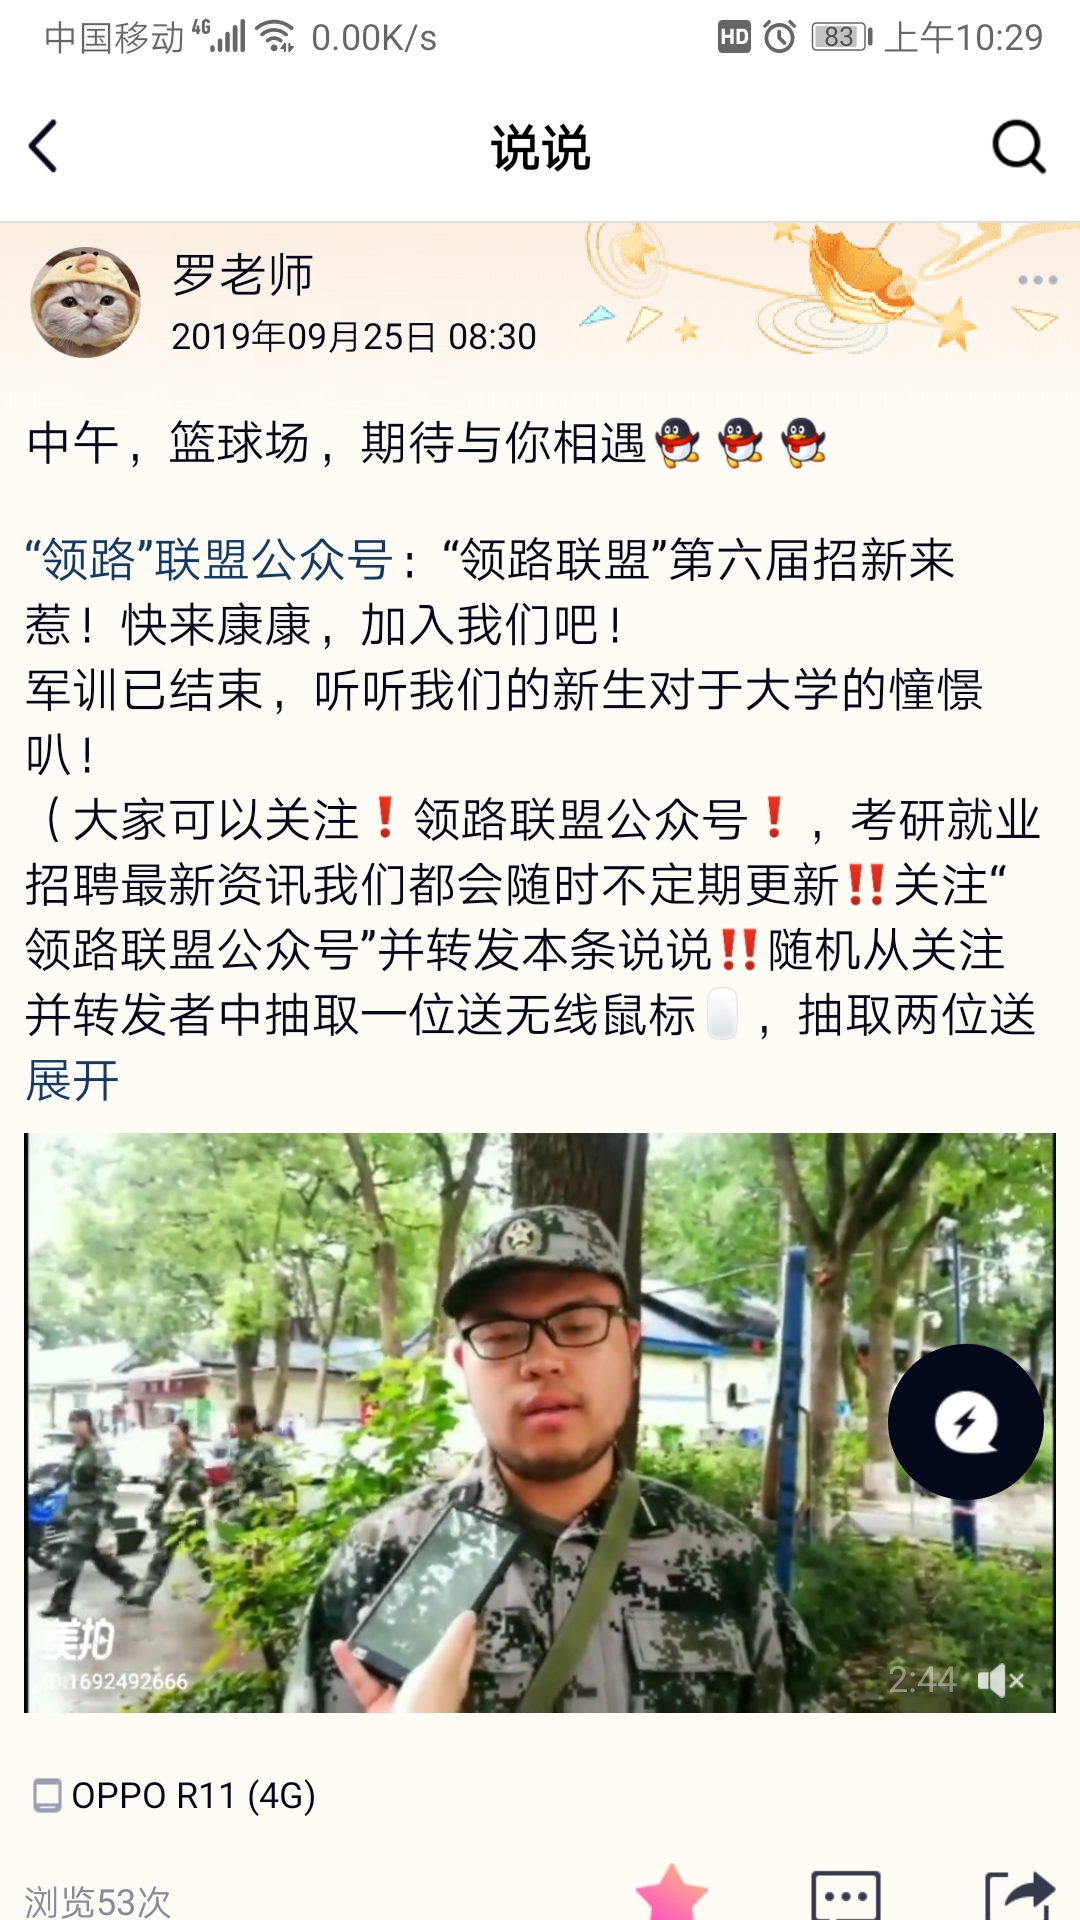 中国移动 4G 0.00K/s HD 83 上午10:29
说说
罗老师
2019年09月25日 08:30
中午，篮球场，期待与你相遇
“领路”联盟公众号：“领路联盟”第六届招新来
惹！快来康康，加入我们吧！
军训已结束，听听我们的新生对于大学的憧憬
叭！
（大家可以关注❗领路联盟公众号❗，考研就业
招聘最新资讯我们都会随时不定期更新‼️关注“
领路联盟公众号”并转发本条说说‼️随机从关注
并转发者中抽取一位送无线鼠标，抽取两位送
展开
美拍
ID:1692492666
2:44
OPPO R11 (4G)
浏览53次